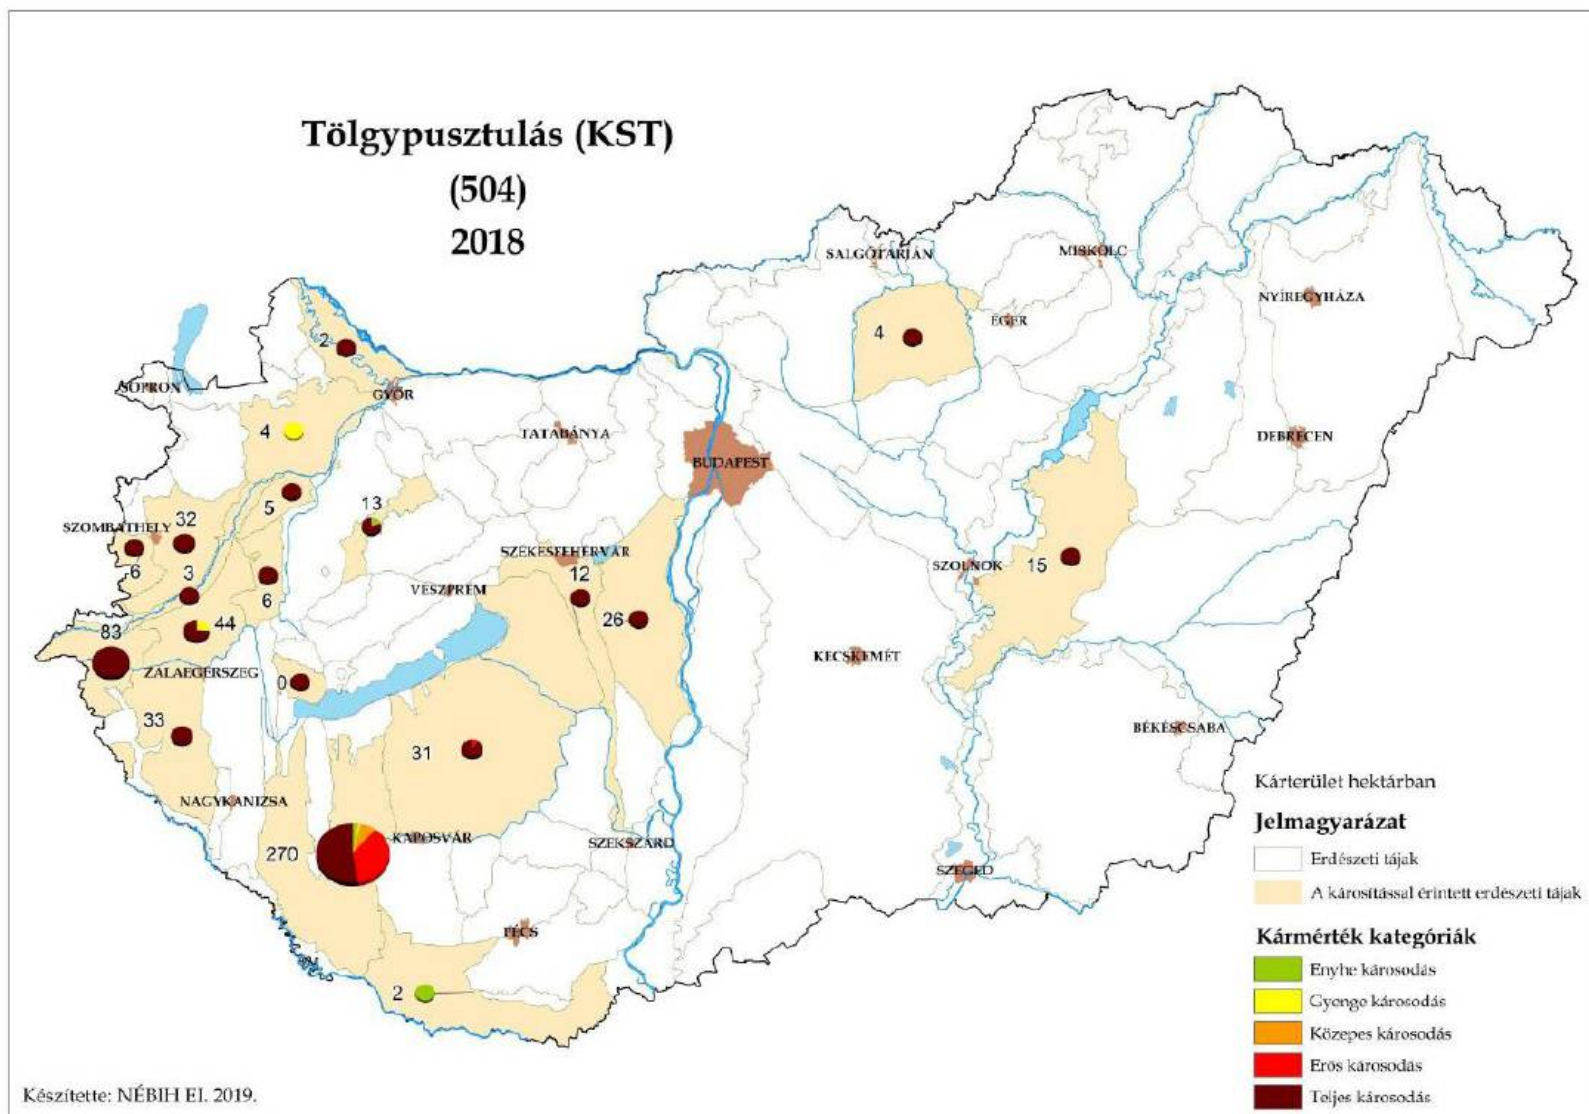 Tölgypusztulás (KST)
(504)
2018
SALGÓTARJÁN
MISKOLC
NYÍREGYHÁZA
EGER
2
4
SOPRON
GYŐR
4
TATABÁNYA
DEBRECEN
BUDAPEST
5
13
32
SZOMBATHELY
SZÉKESFEHÉRVÁR
6
3
6
12
VESZPRÉM
SZOLNOK
15
83
44
26
ZALAEGERSZEG
0
KECSKEMÉT
33
31
BÉKÉSCSABA
NAGYKANIZSA
KAPOSVÁR
SZEKSZÁRD
270
SZEGED
PÉCS
2
Kárterület hektárban
Jelmagyarázat
Erdészeti tájak
A károsítással érintett erdészeti tájak
Kármérték kategóriák
Enyhe károsodás
Gyenge károsodás
Közepes károsodás
Erős károsodás
Teljes károsodás
Készítette: NÉBIH EI. 2019.